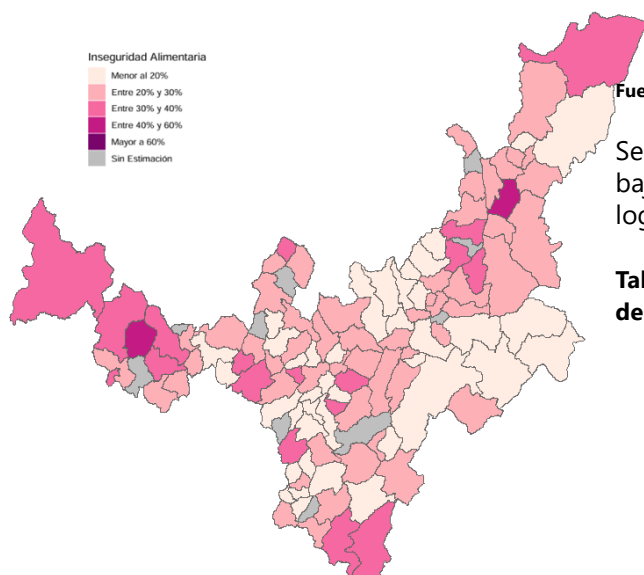 Inseguridad Alimentaria
Menor al 20%
Entre 20% y 30%
Entre 30% y 40%
Entre 40% y 60%
Mayor a 60%
Sin Estimación
Fue
Se
baj
log
Tal
de